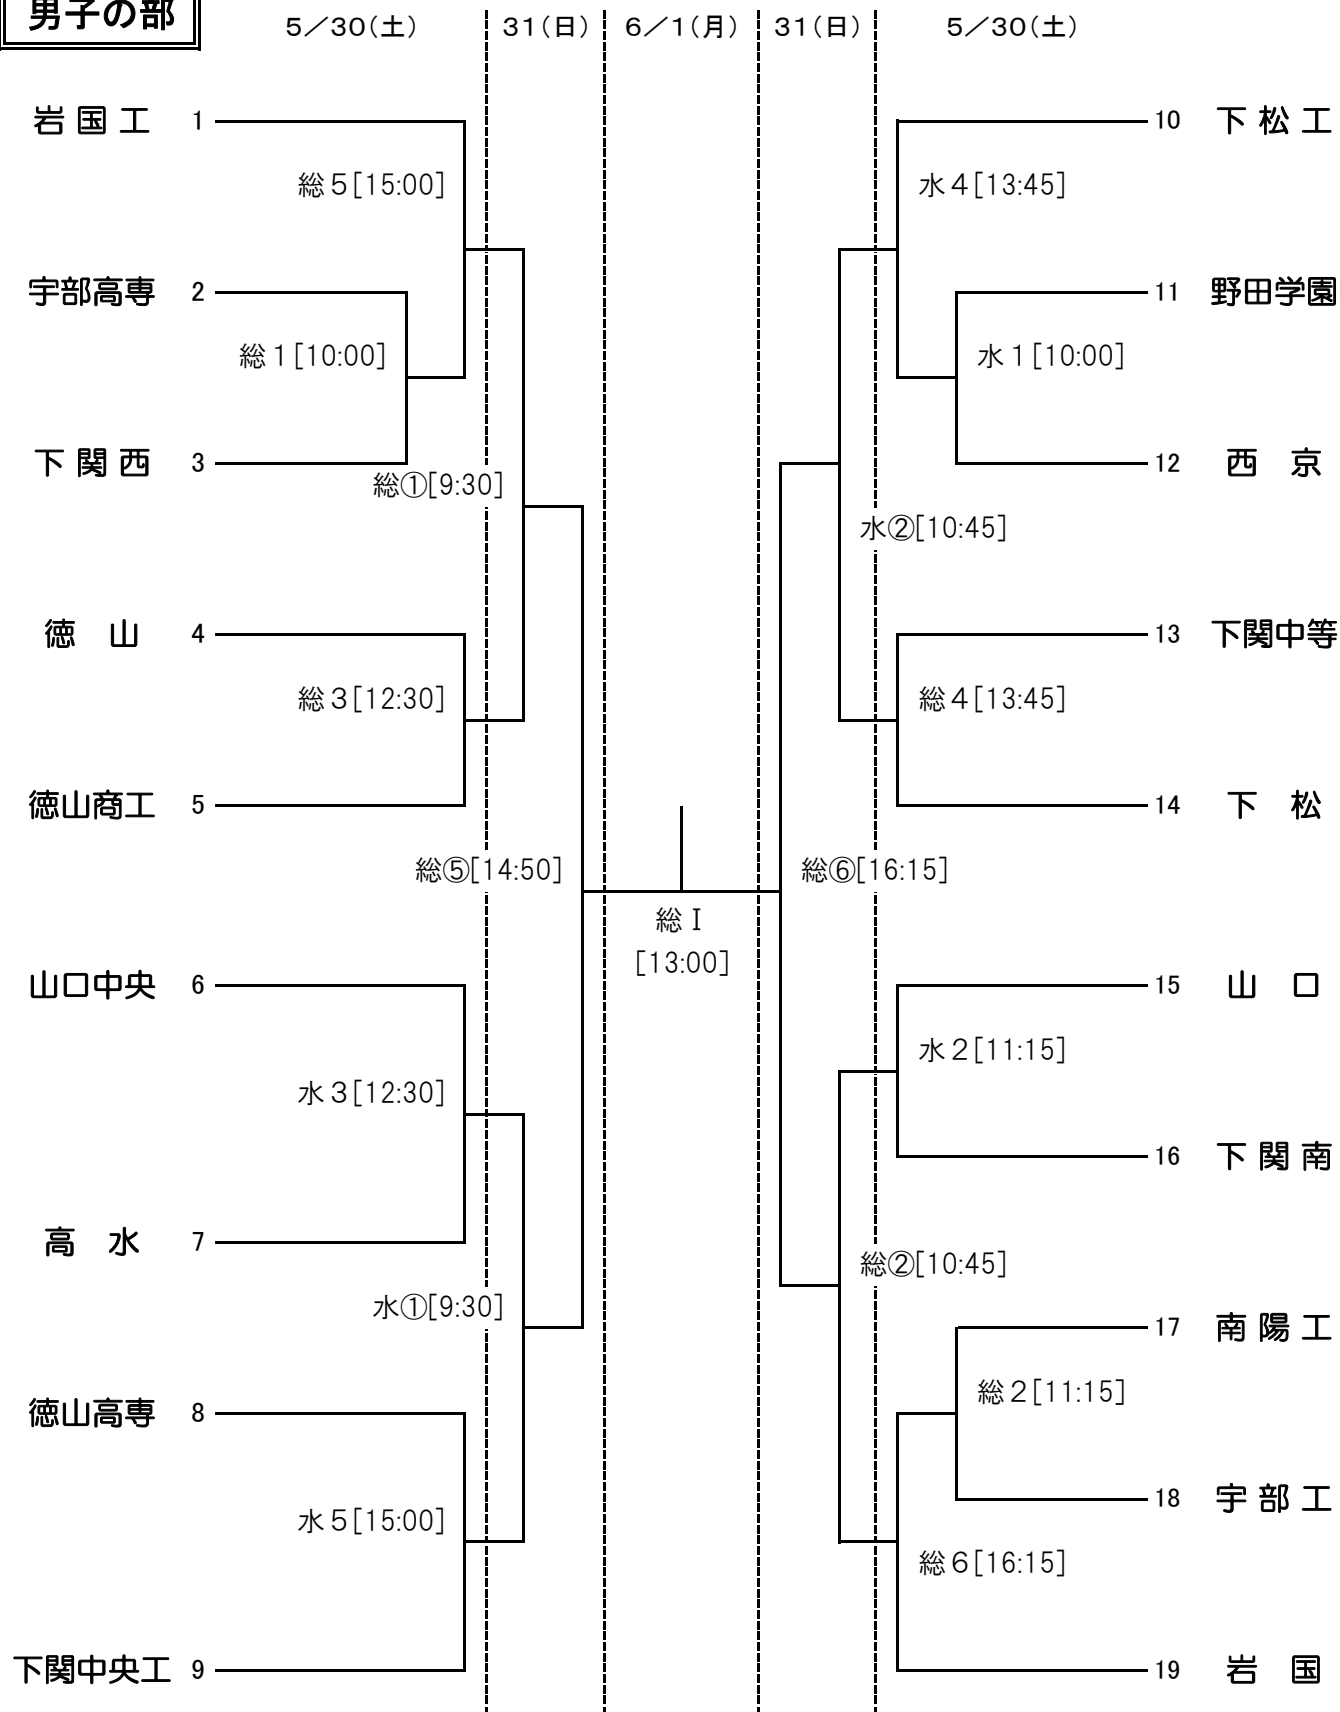 男子の部
5／30(土) 31(日) 6／1(月) 31(日) 5／30(土)
岩国工 1
10 下松工
総５[15:00]
水４[13:45]
宇部高専 2
11 野田学園
総１[10:00]
水１[10:00]
下関西 3
12 西京
総①[9:30]
水②[10:45]
徳山 4
13 下関中等
総３[12:30]
総４[13:45]
徳山商工 5
14 下松
総⑤[14:50]
総⑥[16:15]
総Ⅰ
[13:00]
山口中央 6
15 山口
水３[12:30]
水２[11:15]
16 下関南
高水 7
総②[10:45]
水①[9:30]
17 南陽工
徳山高専 8
総２[11:15]
18 宇部工
水５[15:00]
総６[16:15]
下関中央工 9
19 岩国